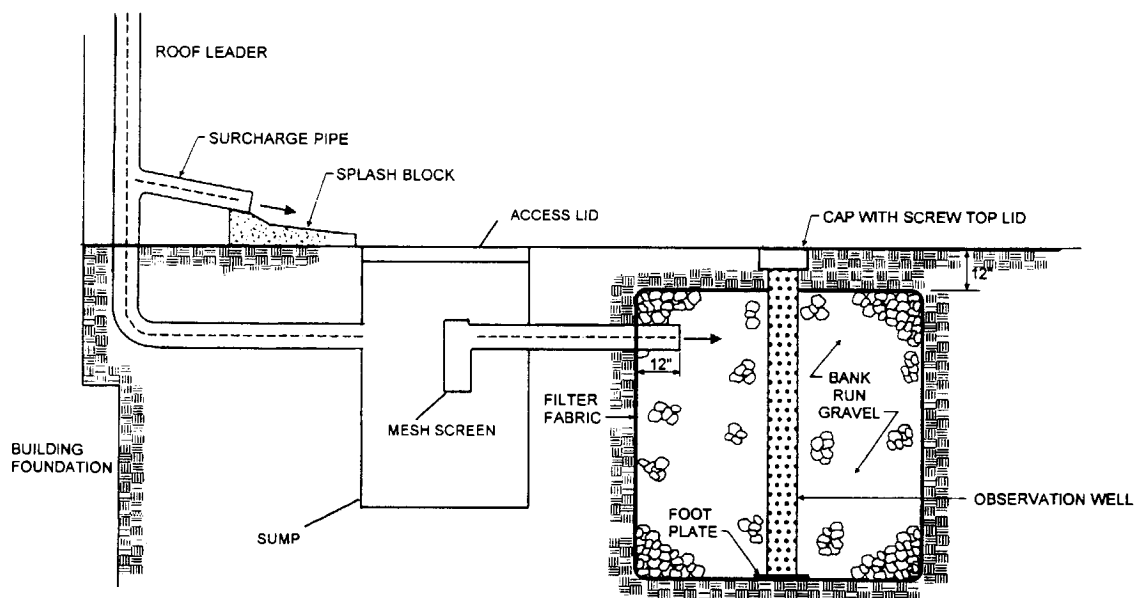 ROOF LEADER
SURCHARGE PIPE
SPLASH BLOCK
ACCESS LID
CAP WITH SCREW TOP LID
12"
12"
MESH SCREEN
FILTER
FABRIC
BANK
RUN
GRAVEL
BUILDING
FOUNDATION
SUMP
FOOT
PLATE
OBSERVATION WELL